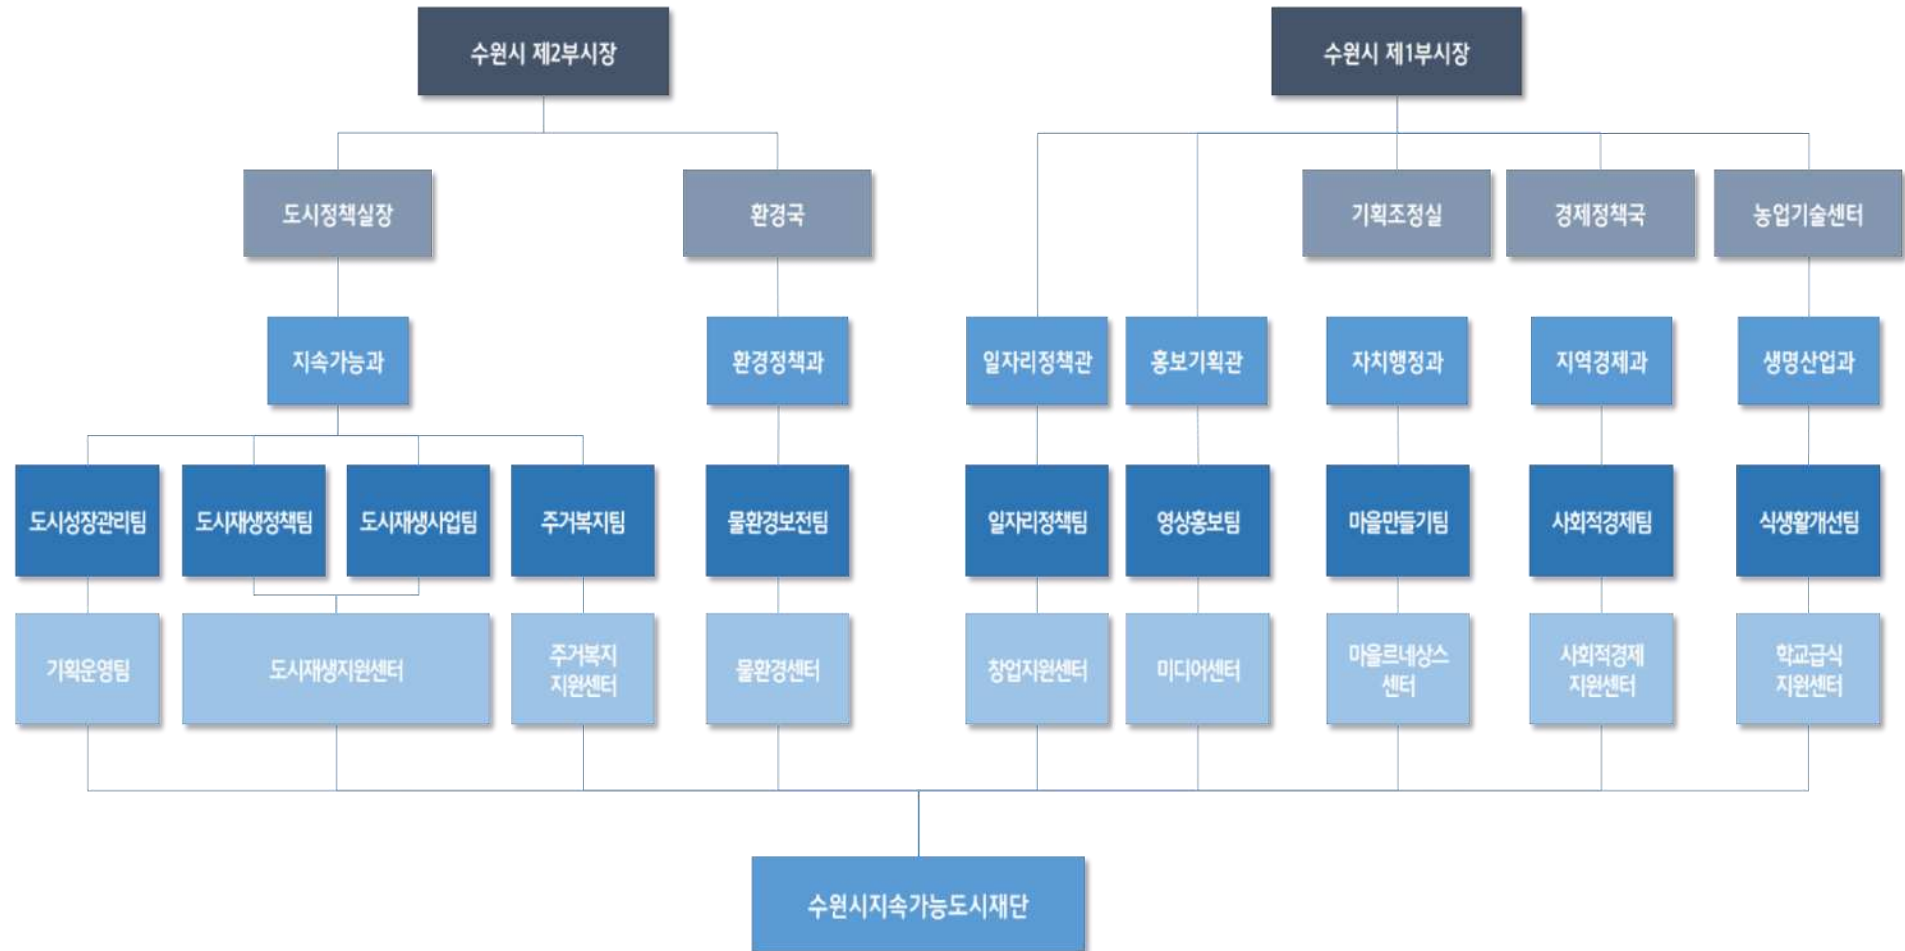 수원시 제2부시장
수원시 제1부시장
도시정책실장
환경국
기획조정실
경제정책국
농업기술센터
지속가능과
환경정책과
일자리정책관
홍보기획관
자치행정과
지역경제과
생명산업과
도시성장관리팀
도시재생정책팀
도시재생사업팀
주거복지팀
물환경보전팀
일자리정책팀
영상홍보팀
마을만들기팀
사회적경제팀
식생활개선팀
기획운영팀
도시재생지원센터
주거복지
지원센터
물환경센터
창업지원센터
미디어센터
마을르네상스
센터
사회적경제
지원센터
학교급식
지원센터
수원시지속가능도시재단